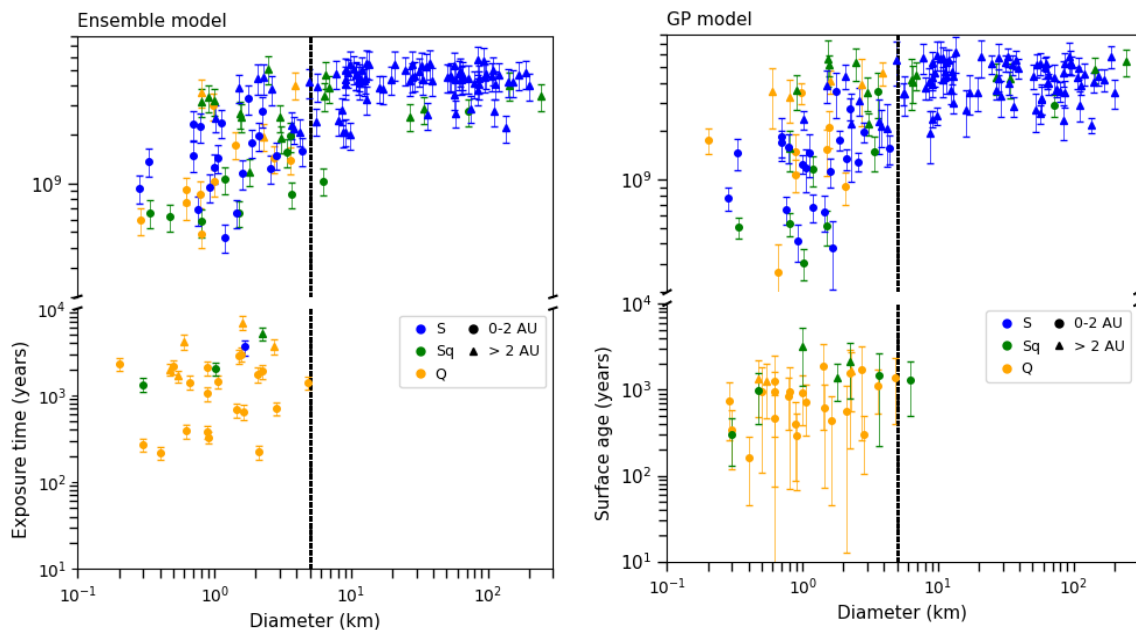 Ensemble model
10^9
10^4
10^3
10^2
10^1
Exposure time (years)
S
0-2 AU
Sq
> 2 AU
Q
10^-1
10^0
10^1
10^2
Diameter (km)
GP model
10^9
10^4
10^3
10^2
10^1
Surface age (years)
S
0-2 AU
Sq
> 2 AU
Q
10^-1
10^0
10^1
10^2
Diameter (km)